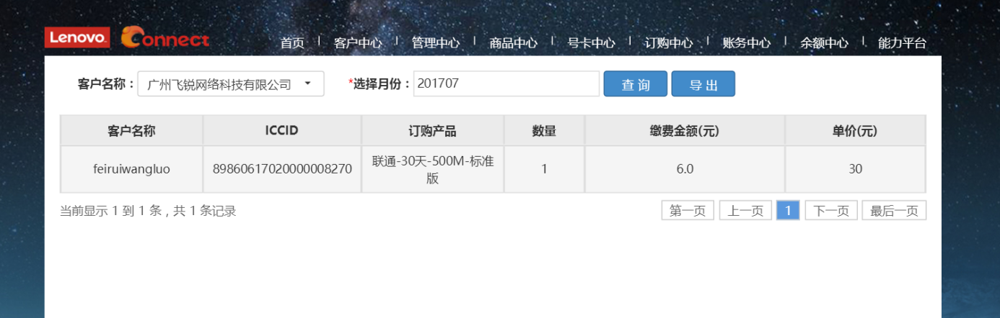 Lenovo Connect 首页 客户中心 管理中心 商品中心 号卡中心 订购中心 账务中心 余额中心 能力平台
客户名称： 广州飞锐网络科技有限公司 *选择月份： 201707 查 询 导 出
客户名称 ICCID 订购产品 数量 缴费金额(元) 单价(元)
feiruiwangluo 89860617020000008270 联通-30天-500M-标准版 1 6.0 30
当前显示 1 到 1 条 , 共 1 条记录 第一页 上一页 1 下一页 最后一页